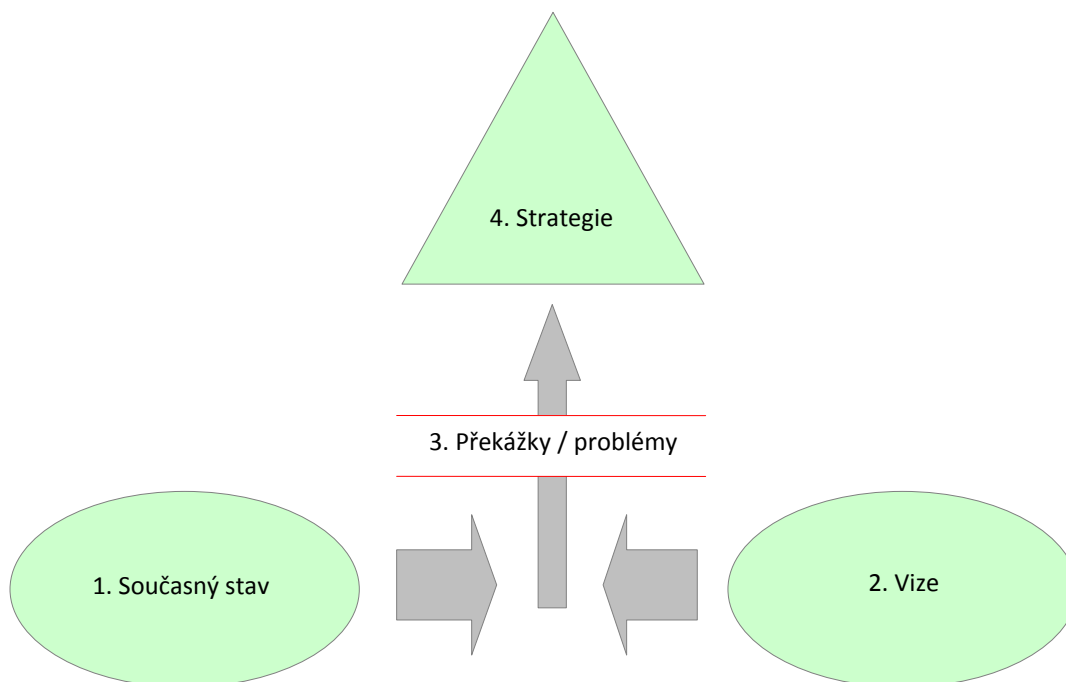 4. Strategie
3. Překážky / problémy
1. Současný stav
2. Vize